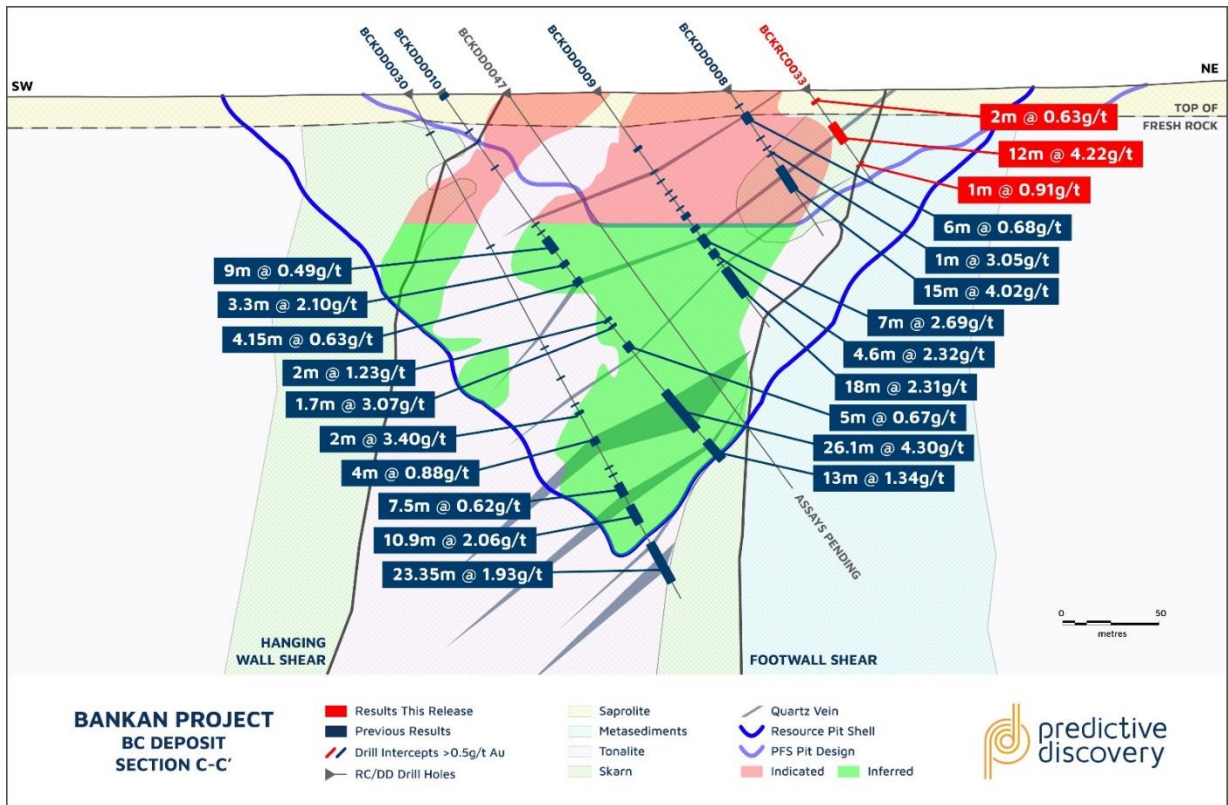 BCKDD0030
BCKDD0010
BCKDD0047
BCKDD0009
BCKDD0008
BCKRC0033
SW
NE
TOP OF
FRESH ROCK
2m @ 0.63g/t
12m @ 4.22g/t
1m @ 0.91g/t
6m @ 0.68g/t
1m @ 3.05g/t
15m @ 4.02g/t
7m @ 2.69g/t
4.6m @ 2.32g/t
18m @ 2.31g/t
5m @ 0.67g/t
26.1m @ 4.30g/t
13m @ 1.34g/t
9m @ 0.49g/t
3.3m @ 2.10g/t
4.15m @ 0.63g/t
2m @ 1.23g/t
1.7m @ 3.07g/t
2m @ 3.40g/t
4m @ 0.88g/t
7.5m @ 0.62g/t
10.9m @ 2.06g/t
23.35m @ 1.93g/t
ASSAYS PENDING
0 50
metres
HANGING
WALL SHEAR
FOOTWALL SHEAR
BANKAN PROJECT
BC DEPOSIT
SECTION C-C'
Results This Release
Previous Results
Drill Intercepts >0.5g/t Au
RC/DD Drill Holes
Saprolite
Metasediments
Tonalite
Skarn
Quartz Vein
Resource Pit Shell
PFS Pit Design
Indicated
Inferred
predictive
discovery